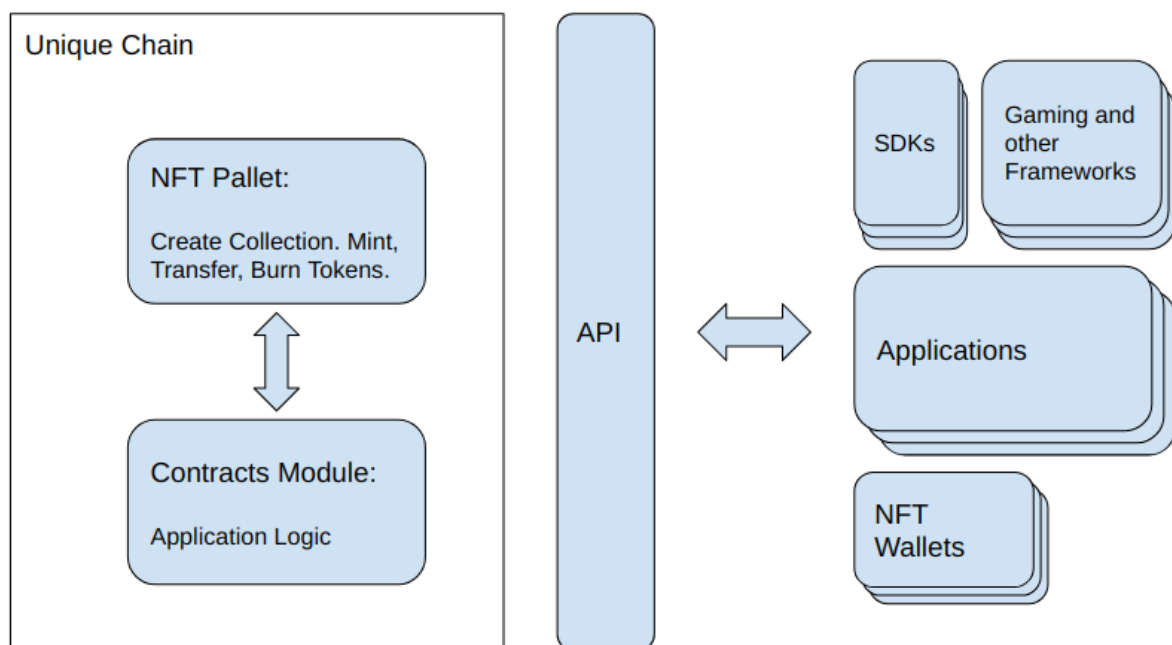 Unique Chain
NFT Pallet:
Create Collection. Mint,
Transfer, Burn Tokens.
Contracts Module:
Application Logic
API
SDKs
Gaming and
other
Frameworks
Applications
NFT
Wallets